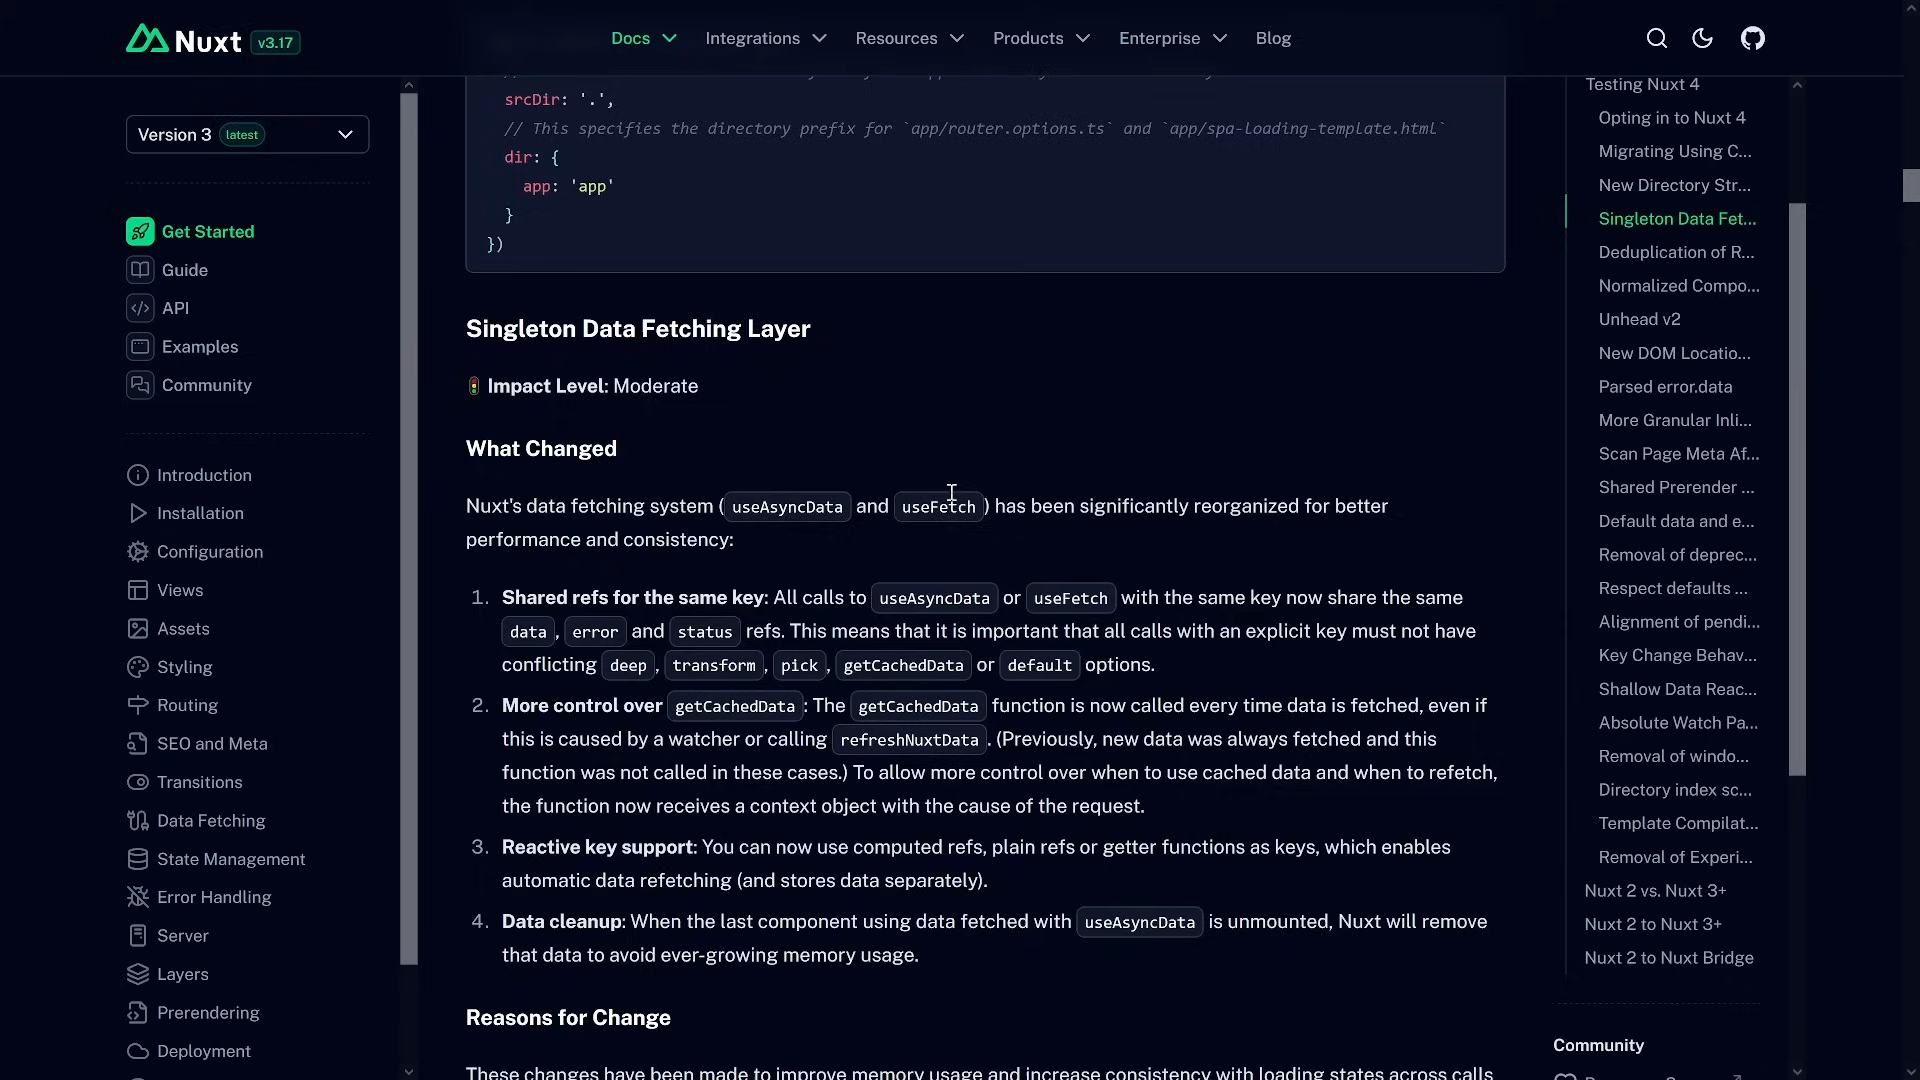 Nuxt v3.17
Docs
Integrations
Resources
Products
Enterprise
Blog
Version 3 latest
Get Started
Guide
API
Examples
Community
Introduction
Installation
Configuration
Views
Assets
Styling
Routing
SEO and Meta
Transitions
Data Fetching
State Management
Error Handling
Server
Layers
Prerendering
Deployment
srcDir: '.',
// This specifies the directory prefix for `app/router.options.ts` and `app/spa-loading-template.html`
dir: {
app: 'app'
}
})
Singleton Data Fetching Layer
🚦 Impact Level: Moderate
What Changed
Nuxt's data fetching system ( useAsyncData and useFetch ) has been significantly reorganized for better
performance and consistency:
1. Shared refs for the same key: All calls to useAsyncData or useFetch with the same key now share the same
data , error and status refs. This means that it is important that all calls with an explicit key must not have
conflicting deep , transform , pick , getCachedData or default options.
2. More control over getCachedData : The getCachedData function is now called every time data is fetched, even if
this is caused by a watcher or calling refreshNuxtData . (Previously, new data was always fetched and this
function was not called in these cases.) To allow more control over when to use cached data and when to refetch,
the function now receives a context object with the cause of the request.
3. Reactive key support: You can now use computed refs, plain refs or getter functions as keys, which enables
automatic data refetching (and stores data separately).
4. Data cleanup: When the last component using data fetched with useAsyncData is unmounted, Nuxt will remove
that data to avoid ever-growing memory usage.
Reasons for Change
These changes have been made to improve memory usage and increase consistency with loading states across calls
Testing Nuxt 4
Opting in to Nuxt 4
Migrating Using C...
New Directory Str...
Singleton Data Fet...
Deduplication of R...
Normalized Compo...
Unhead v2
New DOM Locatio...
Parsed error.data
More Granular Inli...
Scan Page Meta Af...
Shared Prerender ...
Default data and e...
Removal of deprec...
Respect defaults ...
Alignment of pendi...
Key Change Behav...
Shallow Data Reac...
Absolute Watch Pa...
Removal of windo...
Directory index sc...
Template Compilat...
Removal of Experi...
Nuxt 2 vs. Nuxt 3+
Nuxt 2 to Nuxt 3+
Nuxt 2 to Nuxt Bridge
Community